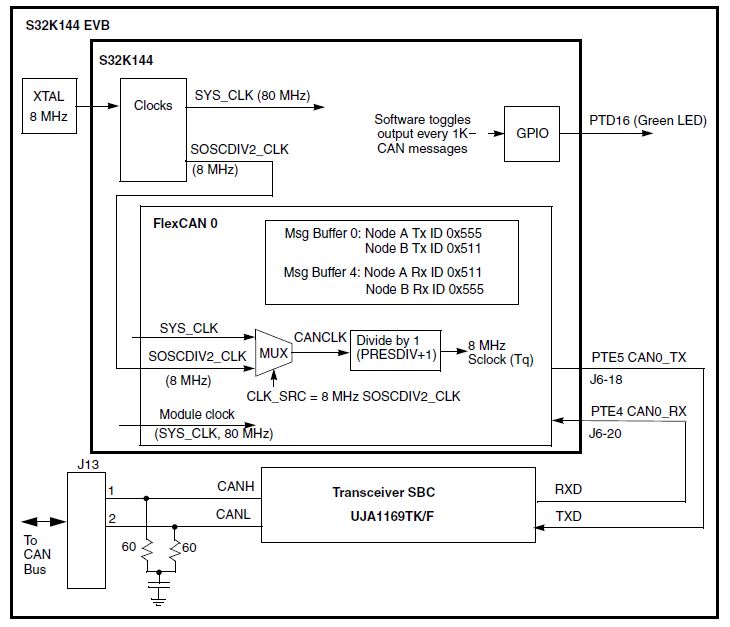 S32K144 EVB
S32K144
XTAL
8 MHz
Clocks
SYS_CLK (80 MHz)
SOSCDIV2_CLK
(8 MHz)
Software toggles
output every 1K–
CAN messages
GPIO
PTD16 (Green LED)
FlexCAN 0
Msg Buffer 0: Node A Tx ID 0x555
Node B Tx ID 0x511
Msg Buffer 4: Node A Rx ID 0x511
Node B Rx ID 0x555
SYS_CLK
SOSCDIV2_CLK
(8 MHz)
MUX
CANCLK
Divide by 1
(PRESDIV+1)
8 MHz
Sclock (Tq)
CLK_SRC = 8 MHz SOSCDIV2_CLK
Module clock
(SYS_CLK, 80 MHz)
PTE5 CAN0_TX
J6-18
PTE4 CAN0_RX
J6-20
J13
1
2
CANH
CANL
Transceiver SBC
UJA1169TK/F
RXD
TXD
To
CAN
Bus
60
60